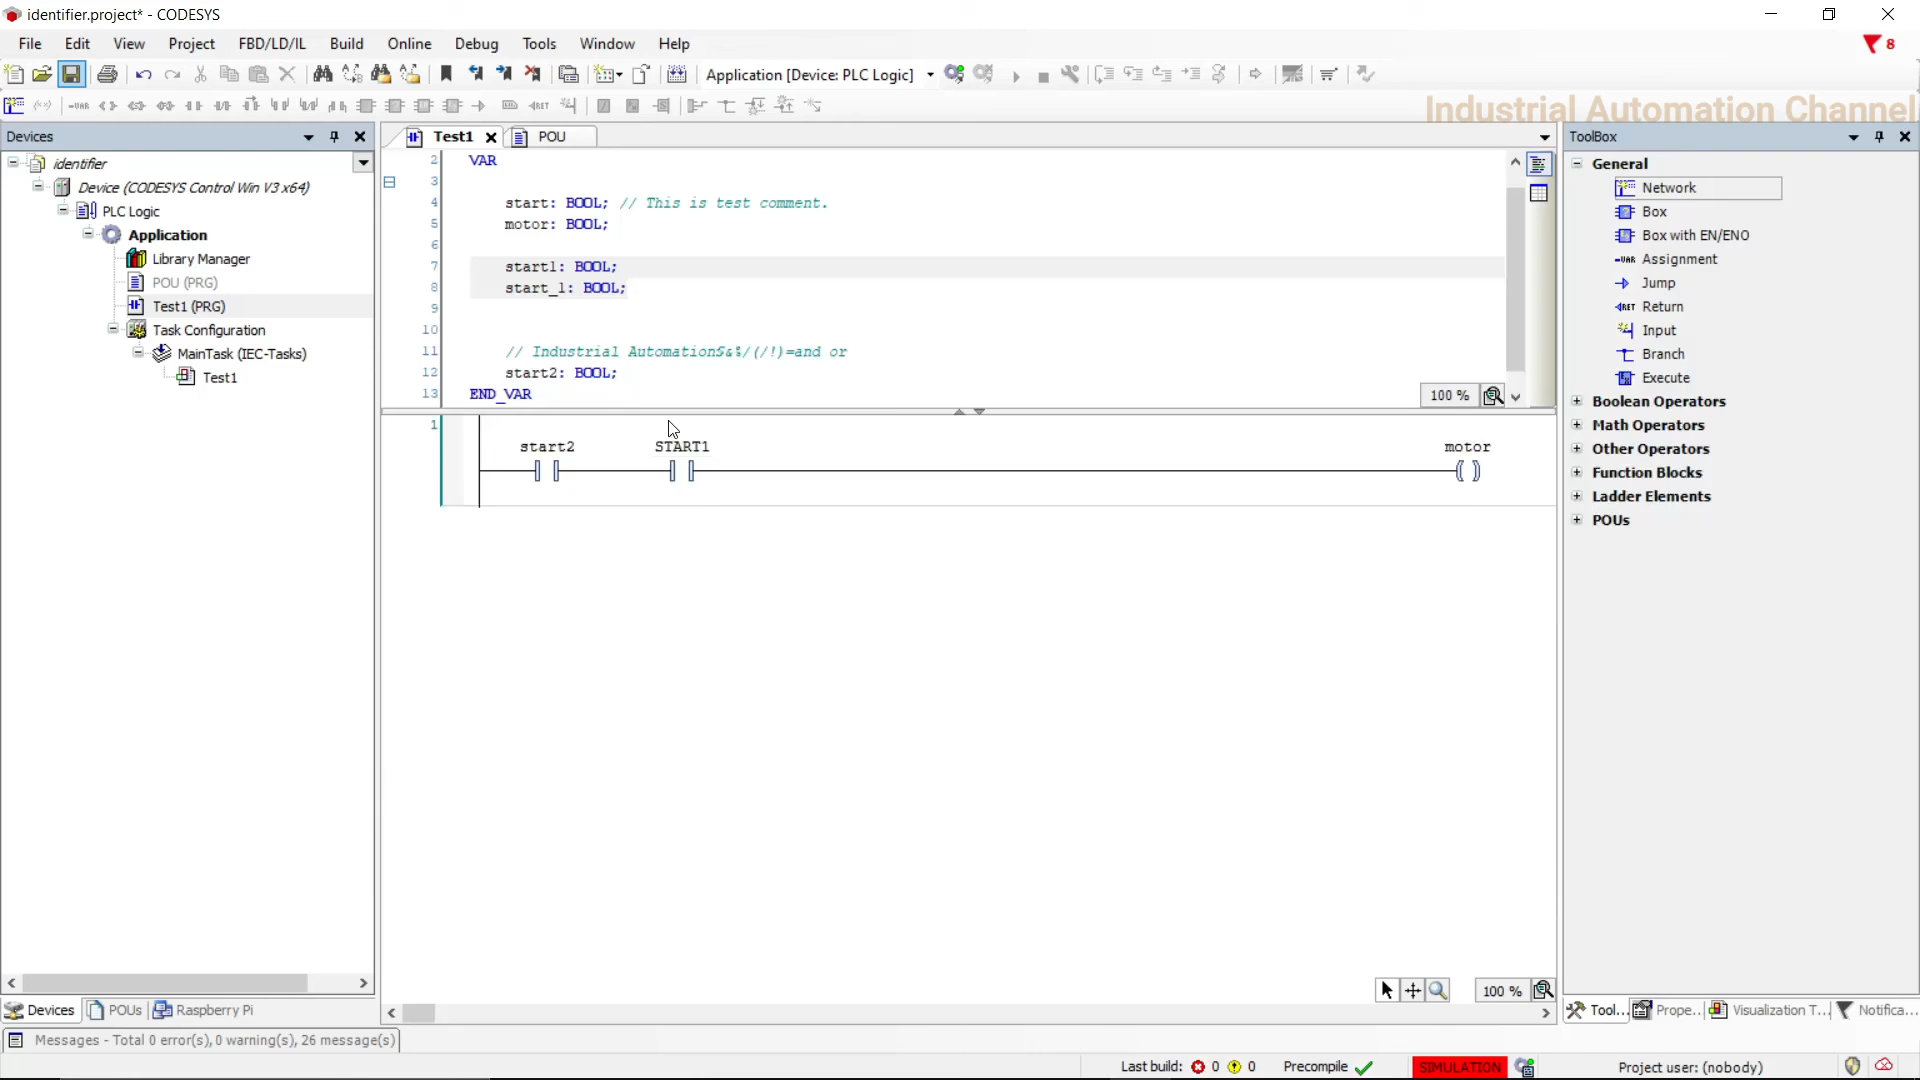 identifier.project* - CODESYS
File Edit View Project FBD/LD/IL Build Online Debug Tools Window Help
8
Application [Device: PLC Logic]
Industrial Automation Channel
Devices
identifier
Device (CODESYS Control Win V3 x64)
PLC Logic
Application
Library Manager
POU (PRG)
Test1 (PRG)
Task Configuration
MainTask (IEC-Tasks)
Test1
Test1 POU
2 VAR
3
4 start: BOOL; // This is test comment.
5 motor: BOOL;
6
7 start1: BOOL;
8 start_1: BOOL;
9
10
11 // Industrial Automation$&%/(/!)=and or
12 start2: BOOL;
13 END_VAR
100 %
1
start2 START1 motor
100 %
ToolBox
General
Network
Box
Box with EN/ENO
Assignment
Jump
Return
Input
Branch
Execute
Boolean Operators
Math Operators
Other Operators
Function Blocks
Ladder Elements
POUs
Devices POUs Raspberry Pi
Tool... Prope... Visualization T... Notifica...
Messages - Total 0 error(s), 0 warning(s), 26 message(s)
Last build: 0 0 Precompile SIMULATION Project user: (nobody)